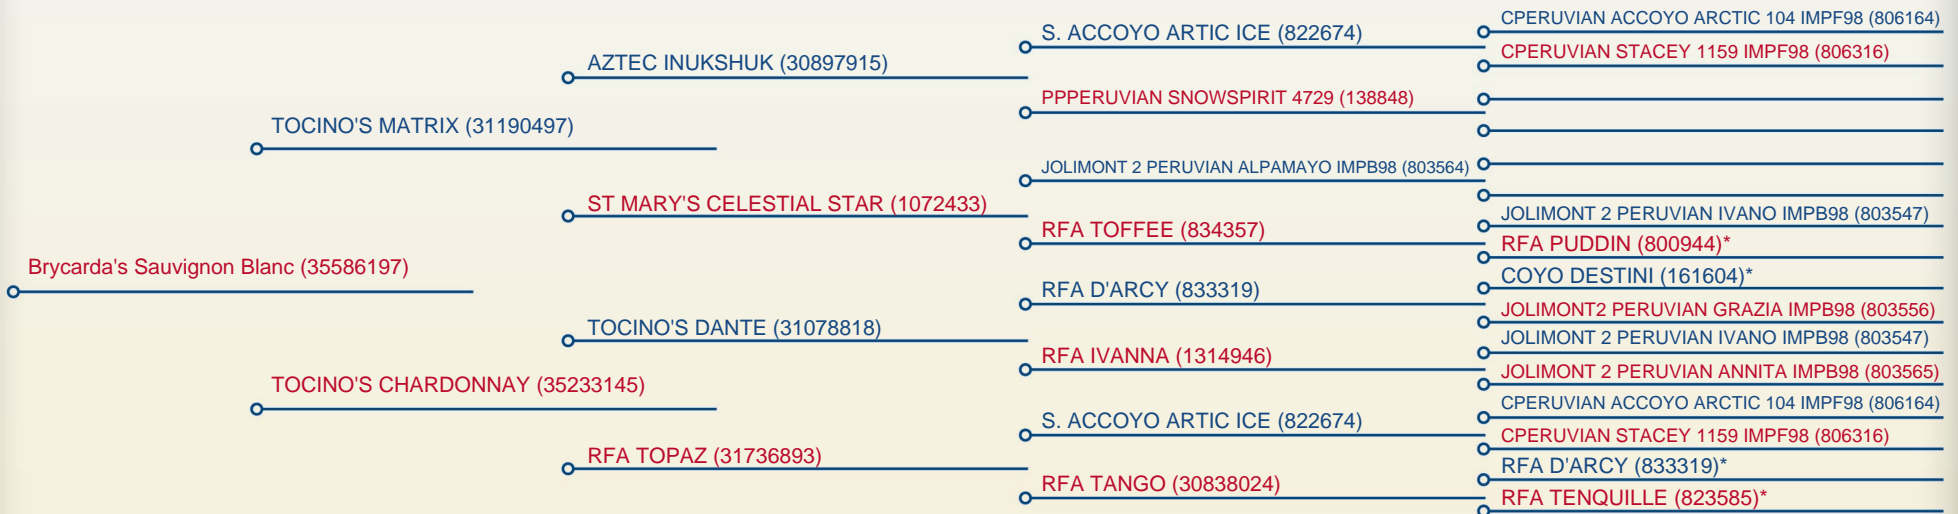 CPERUVIAN ACCOYO ARCTIC 104 IMPF98 (806164)
S. ACCOYO ARTIC ICE (822674)
CPERUVIAN STACEY 1159 IMPF98 (806316)
AZTEC INUKSHUK (30897915)
PPPERUVIAN SNOWSPIRIT 4729 (138848)
TOCINO'S MATRIX (31190497)
JOLIMONT 2 PERUVIAN ALPAMAYO IMPB98 (803564)
ST MARY'S CELESTIAL STAR (1072433)
JOLIMONT 2 PERUVIAN IVANO IMPB98 (803547)
RFA TOFFEE (834357)
RFA PUDDIN (800944)*
Brycarda's Sauvignon Blanc (35586197)
COYO DESTINI (161604)*
RFA D'ARCY (833319)
JOLIMONT2 PERUVIAN GRAZIA IMPB98 (803556)
TOCINO'S DANTE (31078818)
JOLIMONT 2 PERUVIAN IVANO IMPB98 (803547)
RFA IVANNA (1314946)
JOLIMONT 2 PERUVIAN ANNITA IMPB98 (803565)
TOCINO'S CHARDONNAY (35233145)
CPERUVIAN ACCOYO ARCTIC 104 IMPF98 (806164)
S. ACCOYO ARTIC ICE (822674)
CPERUVIAN STACEY 1159 IMPF98 (806316)
RFA TOPAZ (31736893)
RFA D'ARCY (833319)*
RFA TANGO (30838024)
RFA TENQUILLE (823585)*